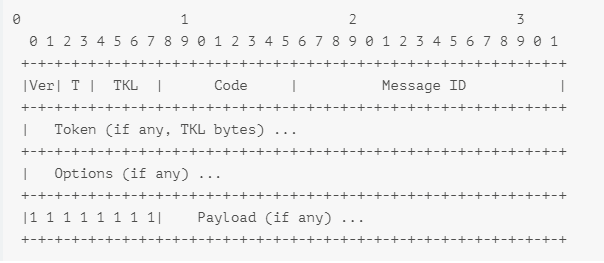 0                   1                   2                   3
 0 1 2 3 4 5 6 7 8 9 0 1 2 3 4 5 6 7 8 9 0 1 2 3 4 5 6 7 8 9 0 1
+-+-+-+-+-+-+-+-+-+-+-+-+-+-+-+-+-+-+-+-+-+-+-+-+-+-+-+-+-+-+-+-+
|Ver| T |  TKL  |      Code     |          Message ID           |
+-+-+-+-+-+-+-+-+-+-+-+-+-+-+-+-+-+-+-+-+-+-+-+-+-+-+-+-+-+-+-+-+
|   Token (if any, TKL bytes) ...
+-+-+-+-+-+-+-+-+-+-+-+-+-+-+-+-+-+-+-+-+-+-+-+-+-+-+-+-+-+-+-+-+
|   Options (if any) ...
+-+-+-+-+-+-+-+-+-+-+-+-+-+-+-+-+-+-+-+-+-+-+-+-+-+-+-+-+-+-+-+-+
|1 1 1 1 1 1 1 1|    Payload (if any) ...
+-+-+-+-+-+-+-+-+-+-+-+-+-+-+-+-+-+-+-+-+-+-+-+-+-+-+-+-+-+-+-+-+